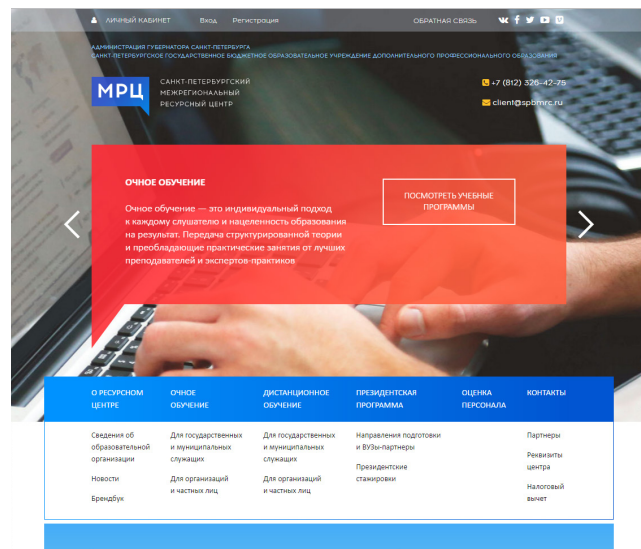 ЛИЧНЫЙ КАБИНЕТ Вход Регистрация ОБРАТНАЯ СВЯЗЬ
АДМИНИСТРАЦИЯ ГУБЕРНАТОРА САНКТ-ПЕТЕРБУРГА
САНКТ-ПЕТЕРБУРГСКОЕ ГОСУДАРСТВЕННОЕ БЮДЖЕТНОЕ ОБРАЗОВАТЕЛЬНОЕ УЧРЕЖДЕНИЕ ДОПОЛНИТЕЛЬНОГО ПРОФЕССИОНАЛЬНОГО ОБРАЗОВАНИЯ
МРЦ
САНКТ-ПЕТЕРБУРГСКИЙ
МЕЖРЕГИОНАЛЬНЫЙ
РЕСУРСНЫЙ ЦЕНТР
+7 (812) 326-42-75
client@spbmrc.ru
ОЧНОЕ ОБУЧЕНИЕ
Очное обучение — это индивидуальный подход
к каждому слушателю и нацеленность образования
на результат. Передача структурированной теории
и преобладающие практические занятия от лучших
преподавателей и экспертов-практиков
ПОСМОТРЕТЬ УЧЕБНЫЕ
ПРОГРАММЫ
О РЕСУРСНОМ
ЦЕНТРЕ
Сведения об
образовательной
организации
Новости
Брендбук
ОЧНОЕ
ОБУЧЕНИЕ
Для государственных
и муниципальных
служащих
Для организаций
и частных лиц
ДИСТАНЦИОННОЕ
ОБУЧЕНИЕ
Для государственных
и муниципальных
служащих
Для организаций
и частных лиц
ПРЕЗИДЕНТСКАЯ
ПРОГРАММА
Направления подготовки
и ВУЗы-партнеры
Президентские
стажировки
ОЦЕНКА
ПЕРСОНАЛА
КОНТАКТЫ
Партнеры
Реквизиты
центра
Налоговый
вычет